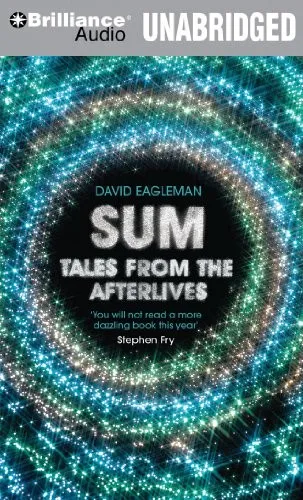 Brilliance
Audio
UNABRIDGED
DAVID EAGLEMAN
SUM
TALES FROM THE
AFTERLIVES
'You will not read a more
dazzling book this year'
Stephen Fry